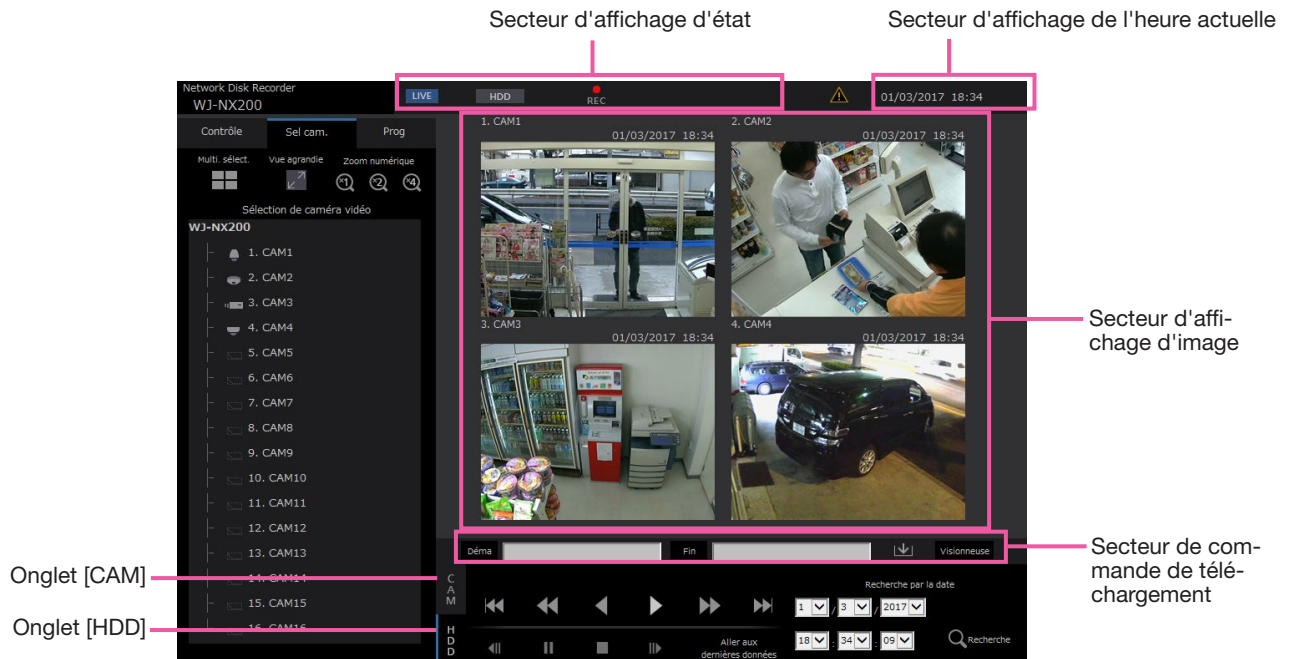 Secteur d'affichage d'état
Secteur d'affichage de l'heure actuelle
Network Disk Recorder
WJ-NX200
LIVE
HDD
REC
01/03/2017 18:34
Contrôle
Sel cam.
Prog
Multi. sélect.
Vue agrandie
Zoom numérique
×1
×2
×4
Sélection de caméra vidéo
WJ-NX200
1. CAM1
2. CAM2
3. CAM3
4. CAM4
5. CAM5
6. CAM6
7. CAM7
8. CAM8
9. CAM9
10. CAM10
11. CAM11
12. CAM12
13. CAM13
14. CAM14
15. CAM15
16. CAM16
1. CAM1
01/03/2017 18:34
2. CAM2
01/03/2017 18:34
3. CAM3
01/03/2017 18:34
4. CAM4
01/03/2017 18:34
Secteur d'affi-
chage d'image
Déma
Fin
Visionneuse
Secteur de com-
mande de télé-
chargement
Onglet [CAM]
Onglet [HDD]
CAM
HDD
Recherche par la date
1 / 3 / 2017
18 : 34 : 09
Recherche
Aller aux
dernières données